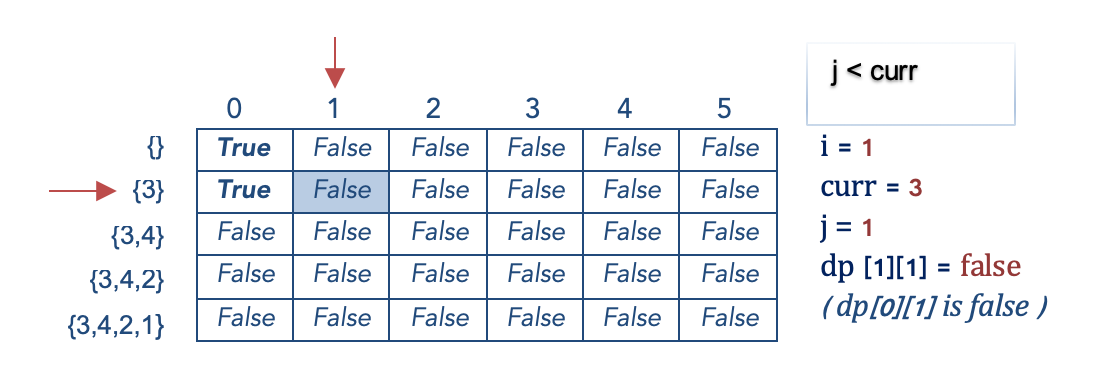 j < curr
0 1 2 3 4 5
{} True False False False False False
{3} True False False False False False
{3,4} False False False False False False
{3,4,2} False False False False False False
{3,4,2,1} False False False False False False
i = 1
curr = 3
j = 1
dp [1][1] = false
( dp[0][1] is false )